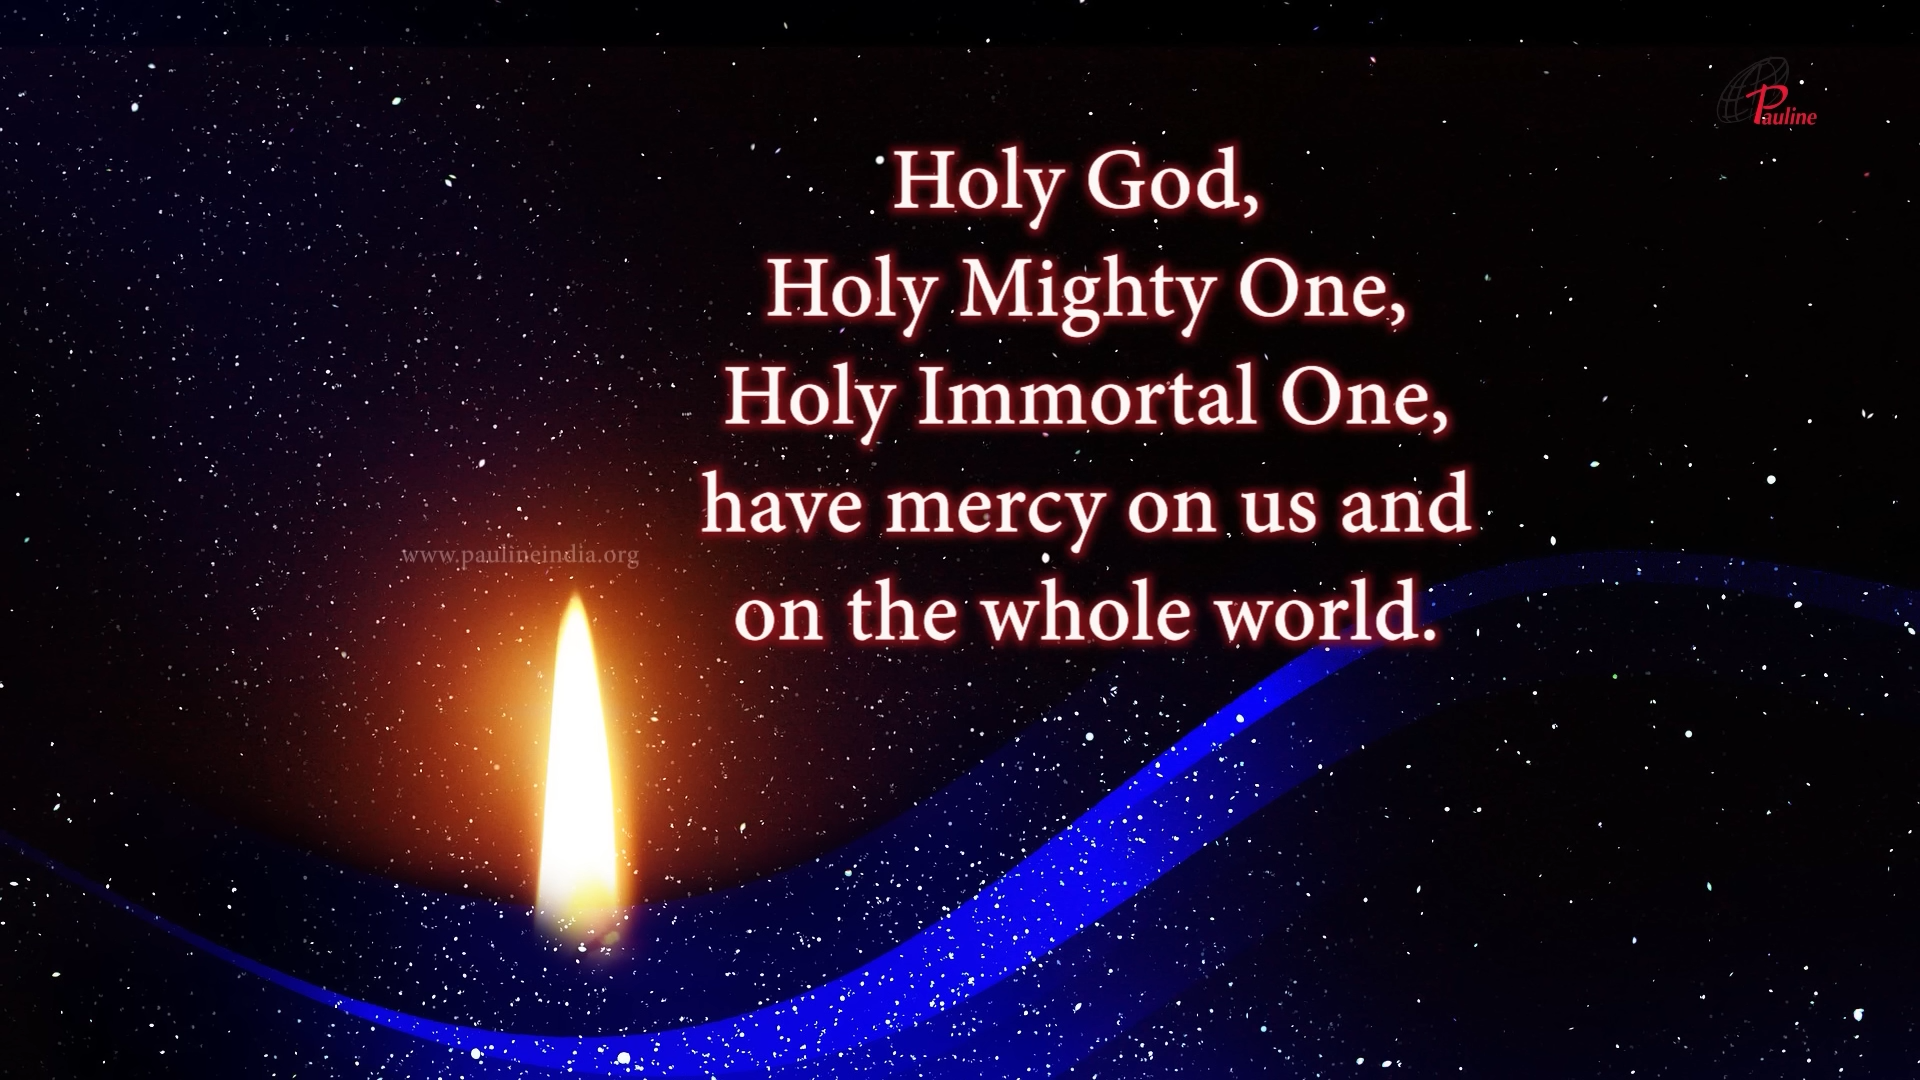 Pauline
Holy God,
Holy Mighty One,
Holy Immortal One,
have mercy on us and
on the whole world.
www.paulineindia.org